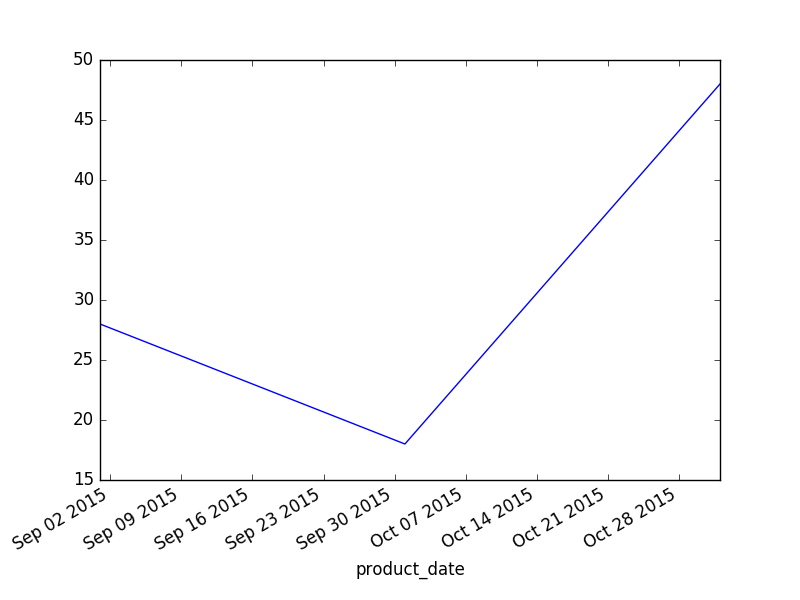 50
45
40
35
30
25
20
15
Sep 02 2015
Sep 09 2015
Sep 16 2015
Sep 23 2015
Sep 30 2015
Oct 07 2015
Oct 14 2015
Oct 21 2015
Oct 28 2015
product_date